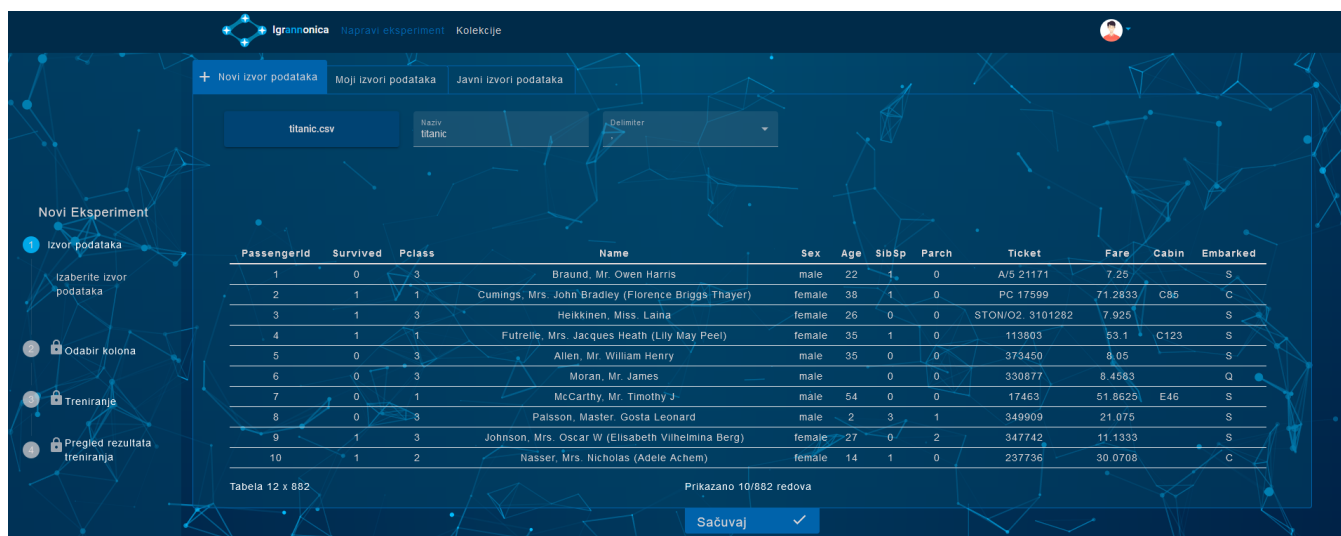 Igrannonica Napravi eksperiment Kolekcije
+ Novi izvor podataka Moji izvori podataka Javni izvori podataka
titanic.csv
Naziv
titanic
Delimiter
,
Novi Eksperiment
1 Izvor podataka
Izaberite izvor
podataka
2 Odabir kolona
3 Treniranje
4 Pregled rezultata
treniranja
PassengerId Survived Pclass Name Sex Age SibSp Parch Ticket Fare Cabin Embarked
1 0 3 Braund, Mr. Owen Harris male 22 1 0 A/5 21171 7.25 S
2 1 1 Cumings, Mrs. John Bradley (Florence Briggs Thayer) female 38 1 0 PC 17599 71.2833 C85 C
3 1 3 Heikkinen, Miss. Laina female 26 0 0 STON/O2. 3101282 7.925 S
4 1 1 Futrelle, Mrs. Jacques Heath (Lily May Peel) female 35 1 0 113803 53.1 C123 S
5 0 3 Allen, Mr. William Henry male 35 0 0 373450 8.05 S
6 0 3 Moran, Mr. James male 0 0 330877 8.4583 Q
7 0 1 McCarthy, Mr. Timothy J male 54 0 0 17463 51.8625 E46 S
8 0 3 Palsson, Master. Gosta Leonard male 2 3 1 349909 21.075 S
9 1 3 Johnson, Mrs. Oscar W (Elisabeth Vilhelmina Berg) female 27 0 2 347742 11.1333 S
10 1 2 Nasser, Mrs. Nicholas (Adele Achem) female 14 1 0 237736 30.0708 C
Tabela 12 x 882 Prikazano 10/882 redova
Sačuvaj